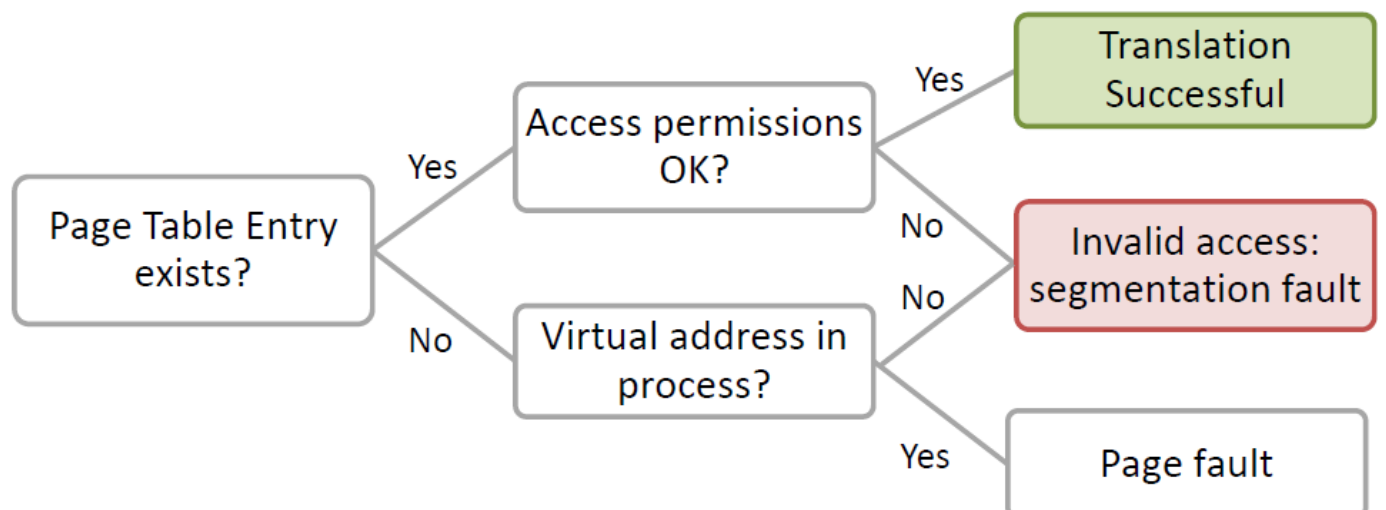 Page Table Entry
exists?
Yes
No
Access permissions
OK?
Virtual address in
process?
Yes
No
No
Yes
Translation
Successful
Invalid access:
segmentation fault
Page fault